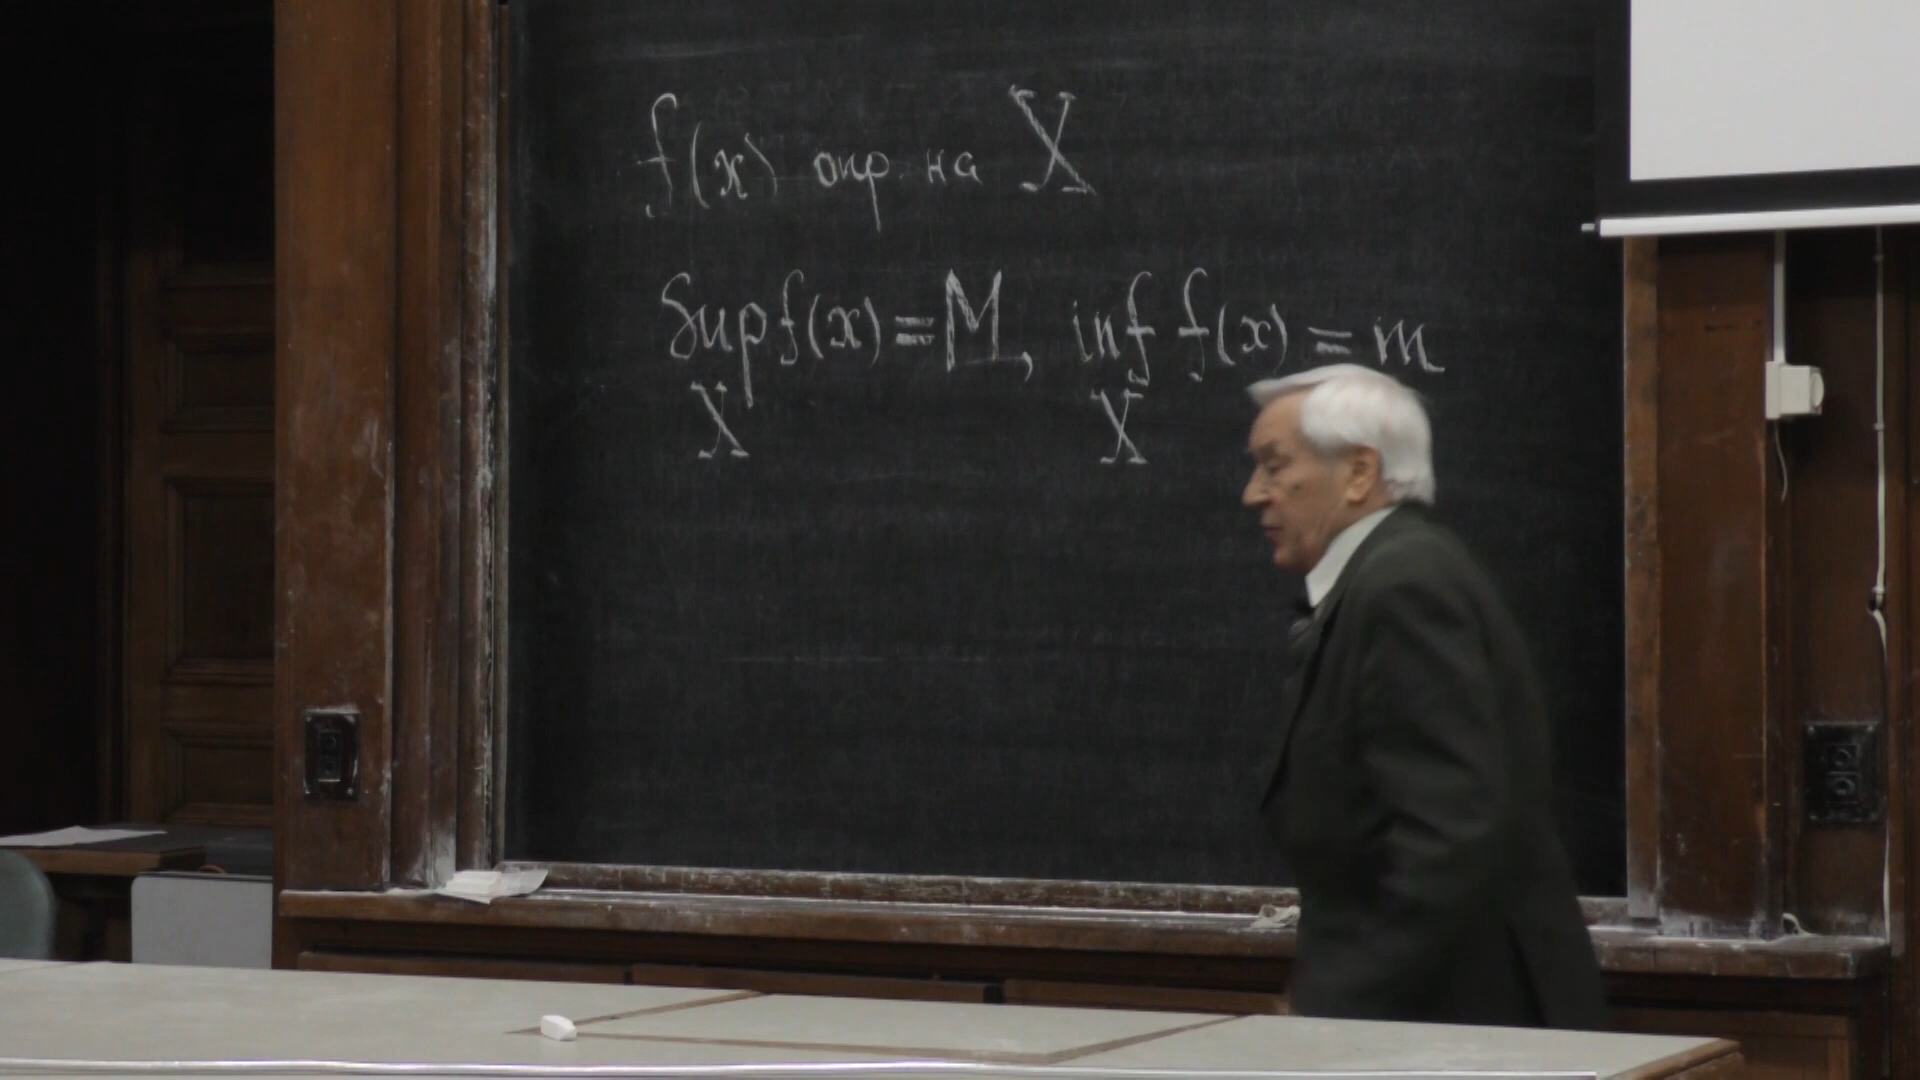 f(x) опр. на X
Sup f(x) = M, inf f(x) = m
X X